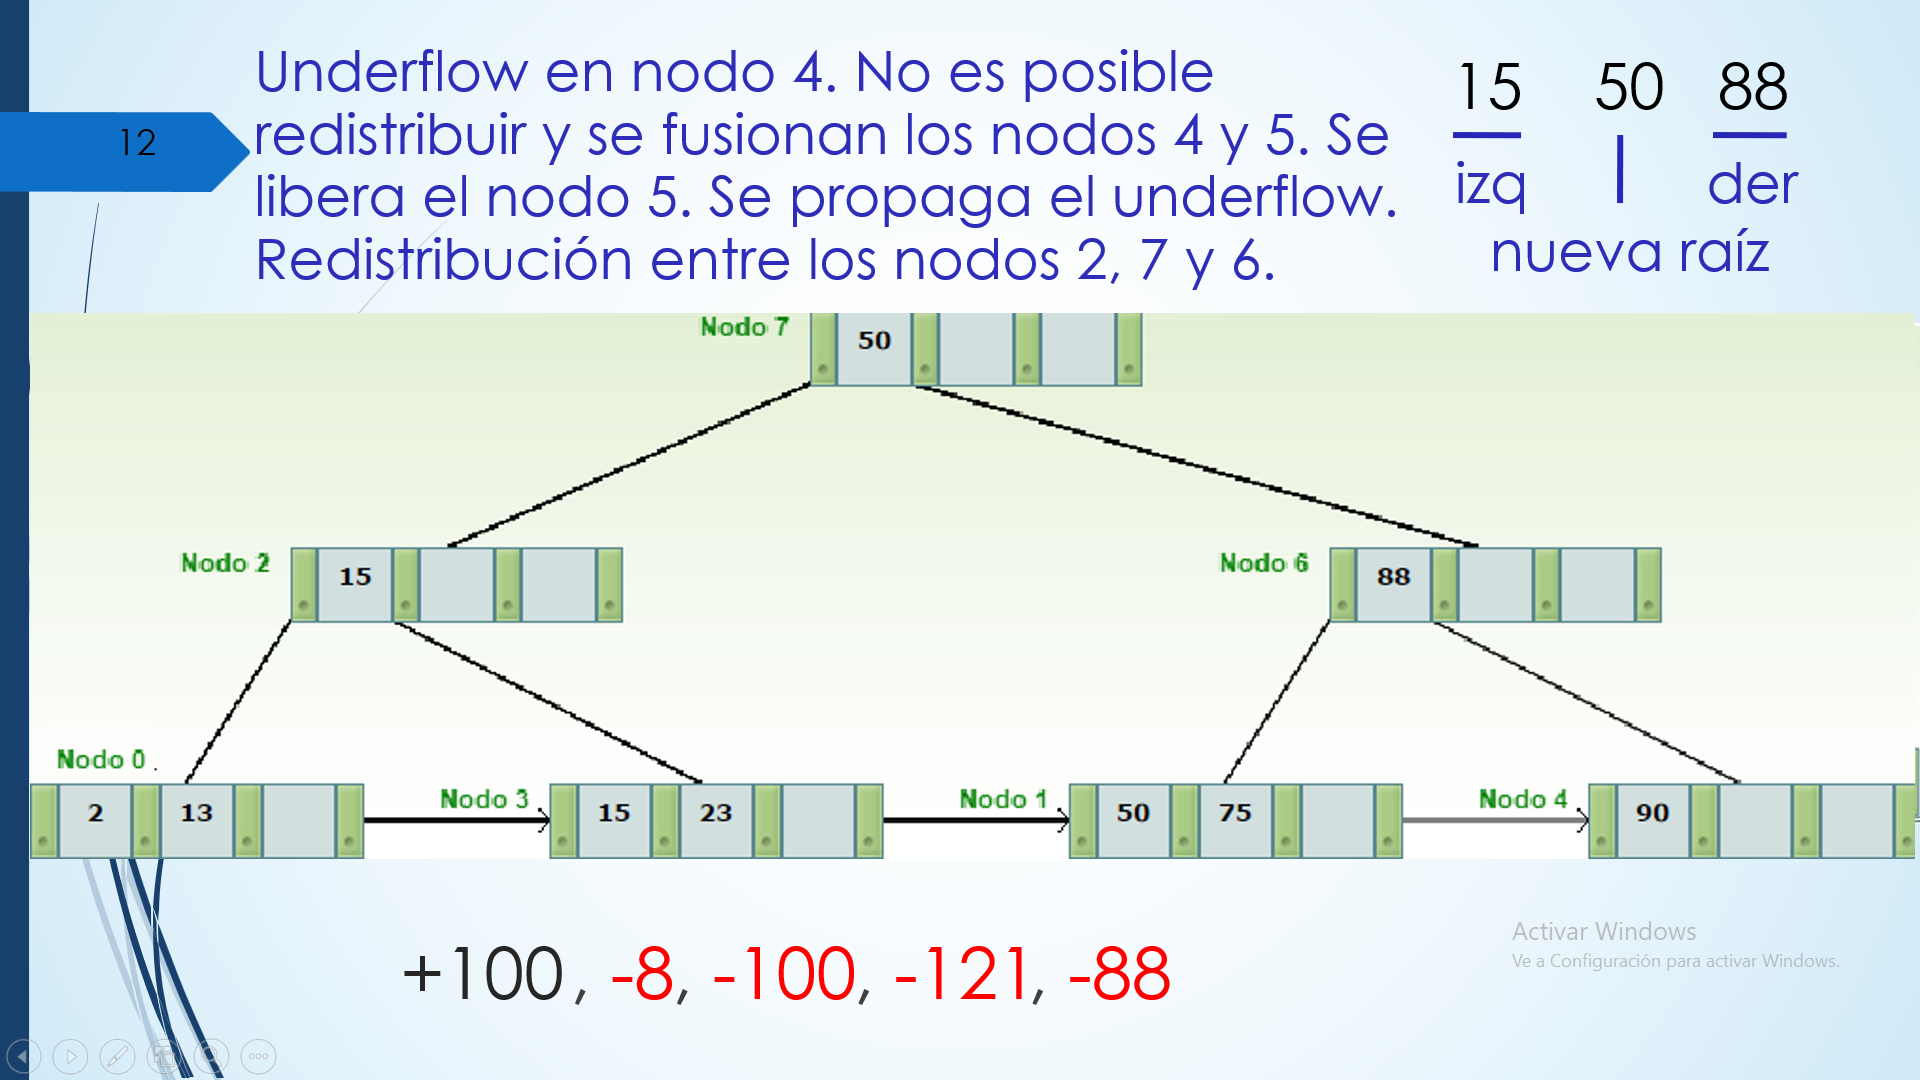 Underflow en nodo 4. No es posible
redistribuir y se fusionan los nodos 4 y 5. Se
libera el nodo 5. Se propaga el underflow.
Redistribución entre los nodos 2, 7 y 6.
15 50 88
izq der
nueva raíz
12
Nodo 7
50
Nodo 2
15
Nodo 6
88
Nodo 0 .
2 13
Nodo 3
15 23
Nodo 1
50 75
Nodo 4
90
+100, -8, -100, -121, -88
Activar Windows
Ve a Configuración para activar Windows.